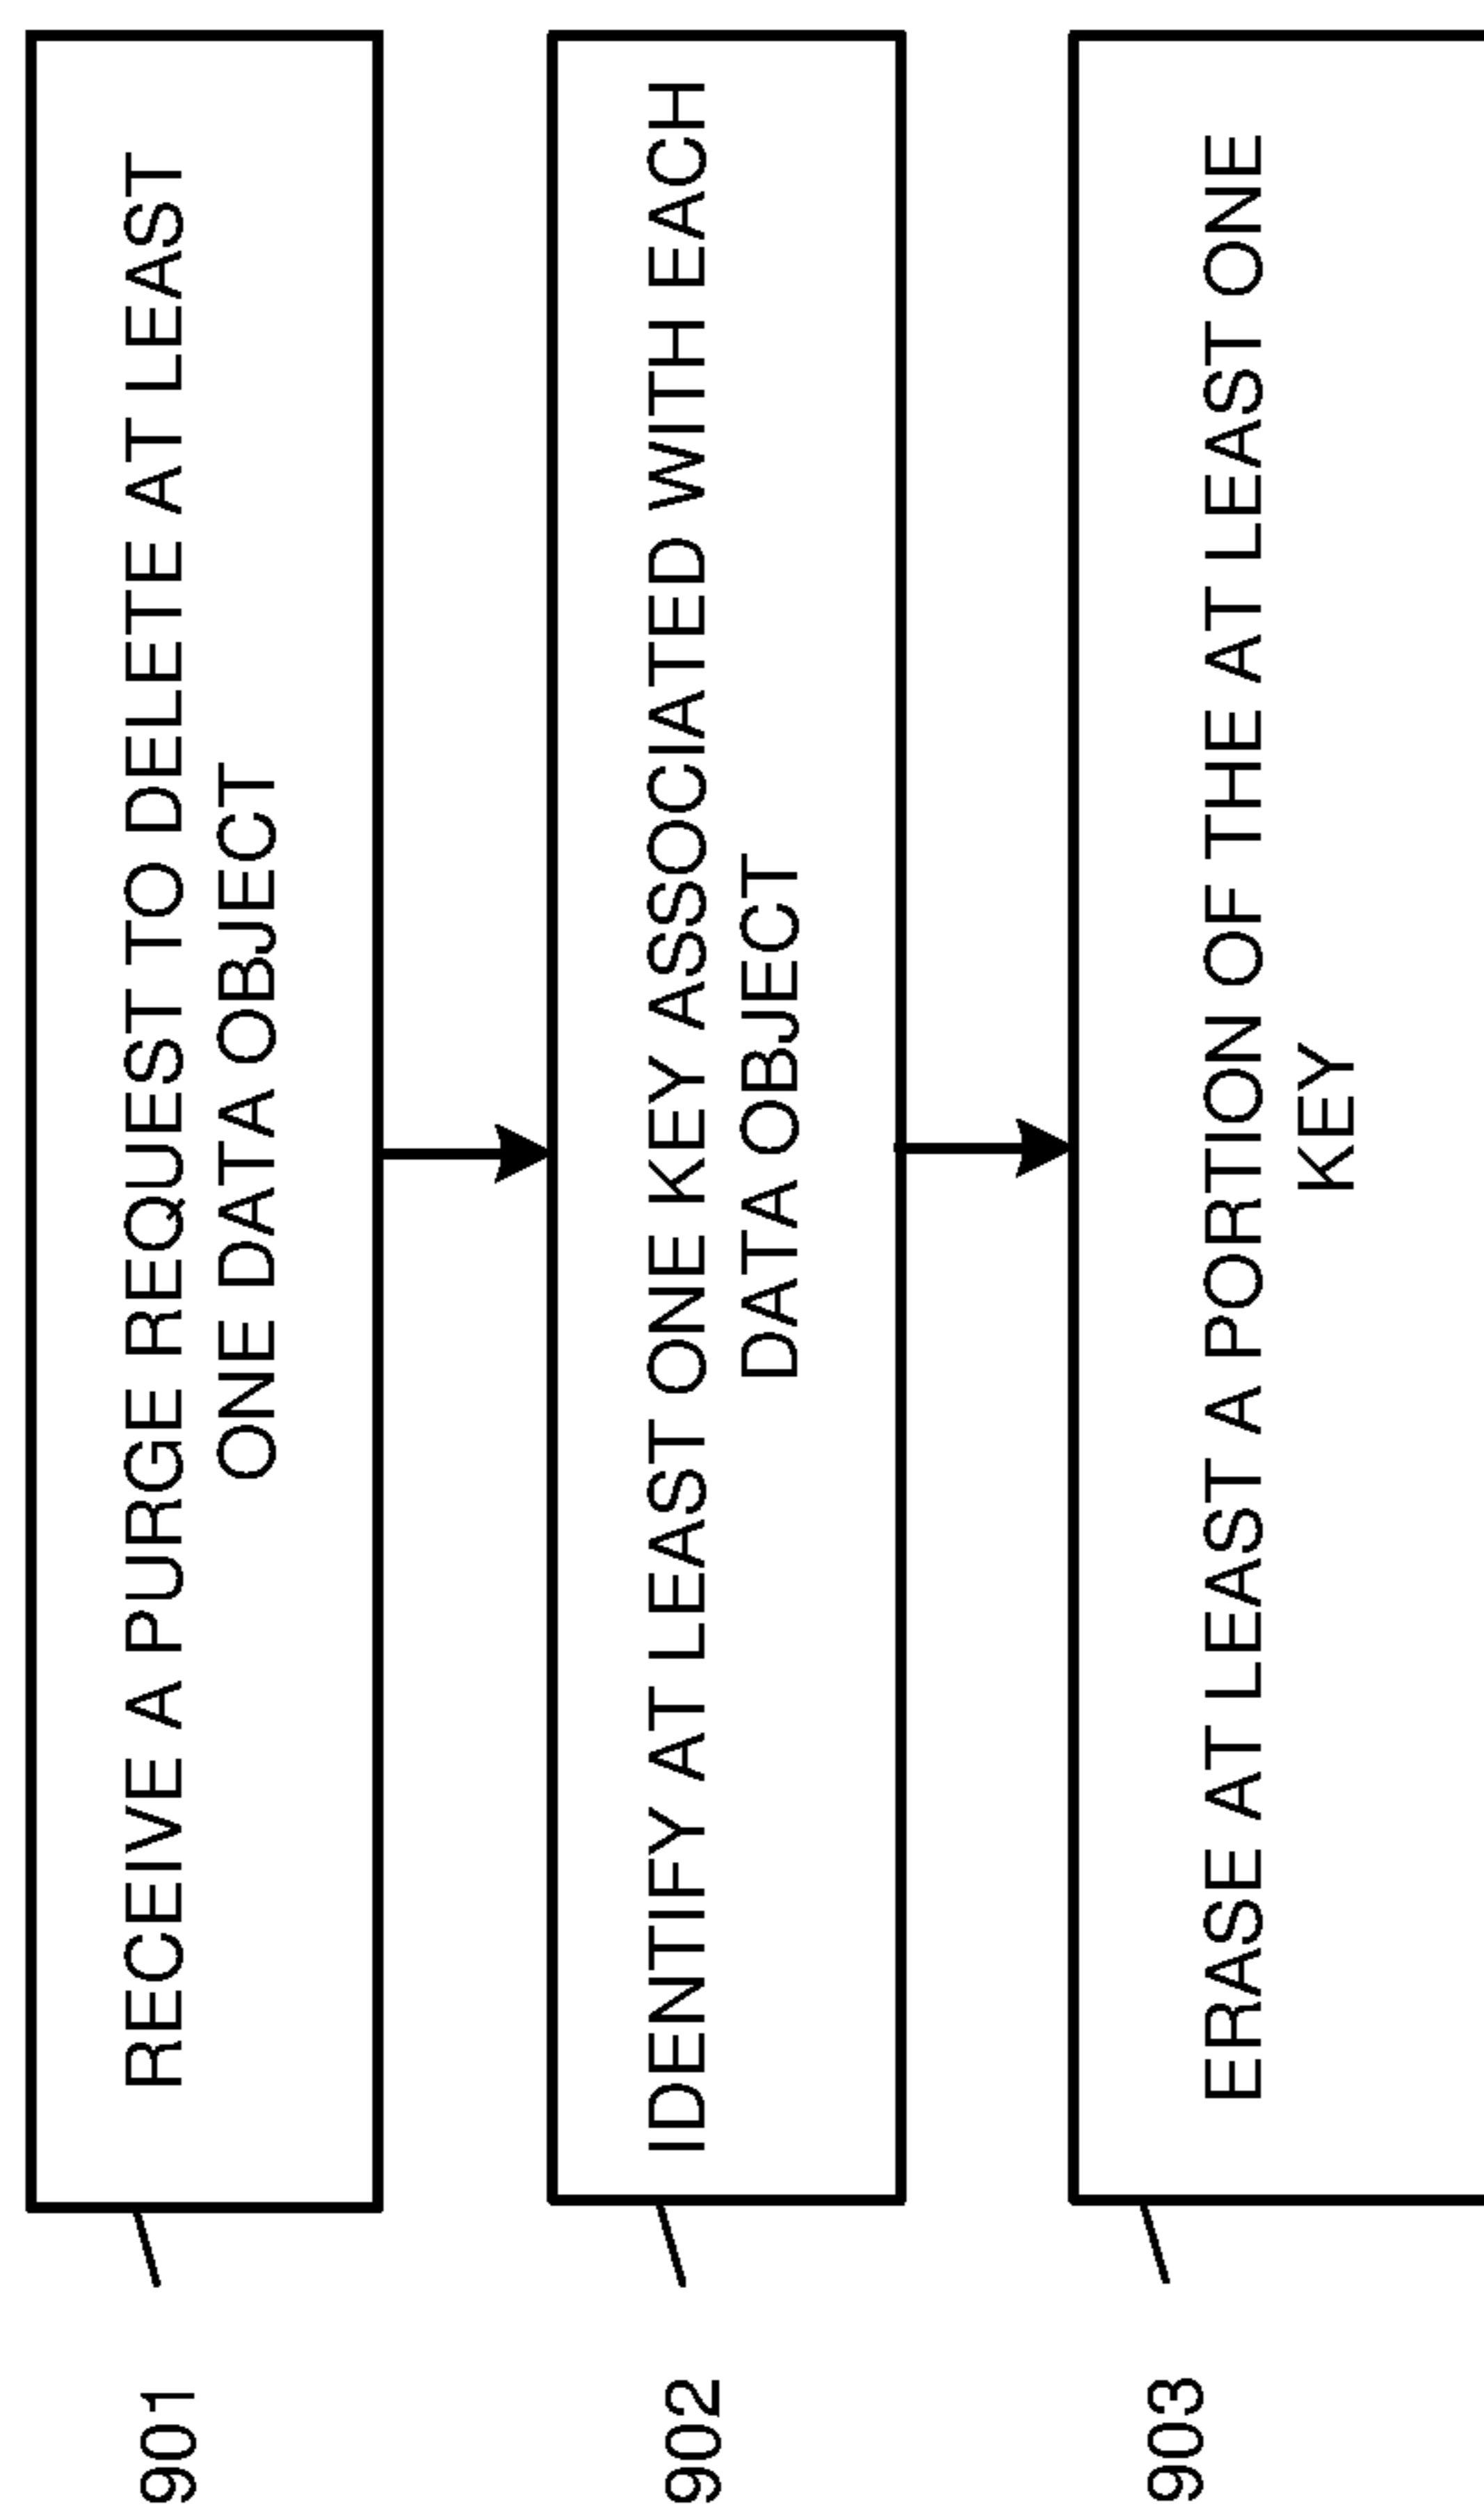 901
RECEIVE A PURGE REQUEST TO DELETE AT LEAST
ONE DATA OBJECT
902
IDENTIFY AT LEAST ONE KEY ASSOCIATED WITH EACH
DATA OBJECT
903
ERASE AT LEAST A PORTION OF THE AT LEAST ONE
KEY